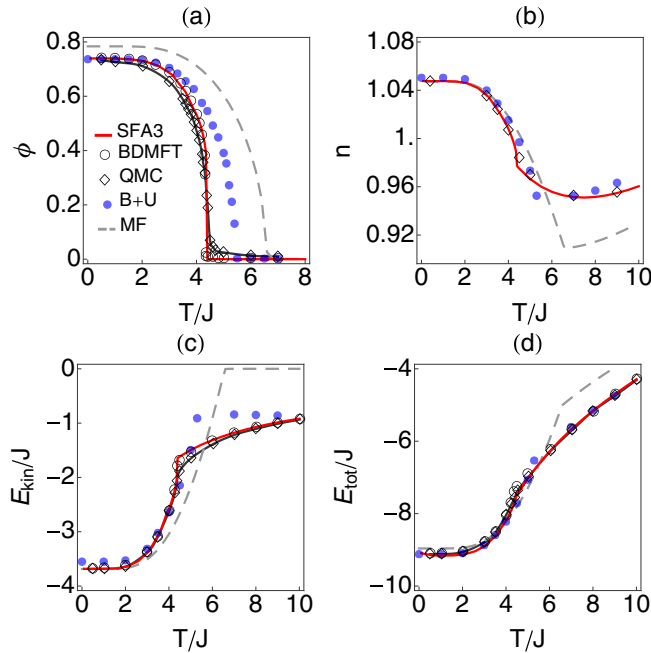 (a)
0.8
0.6
0.4
0.2
0
ϕ
SFA3
BDMFT
QMC
B+U
MF
0 2 4 6 8
T/J
(b)
1.08
1.04
1.
0.96
0.92
n
0 2 4 6 8 10
T/J
(c)
0
−1
−2
−3
−4
Ekin/J
0 2 4 6 8 10
T/J
(d)
−4
−6
−8
−10
Etot/J
0 2 4 6 8 10
T/J